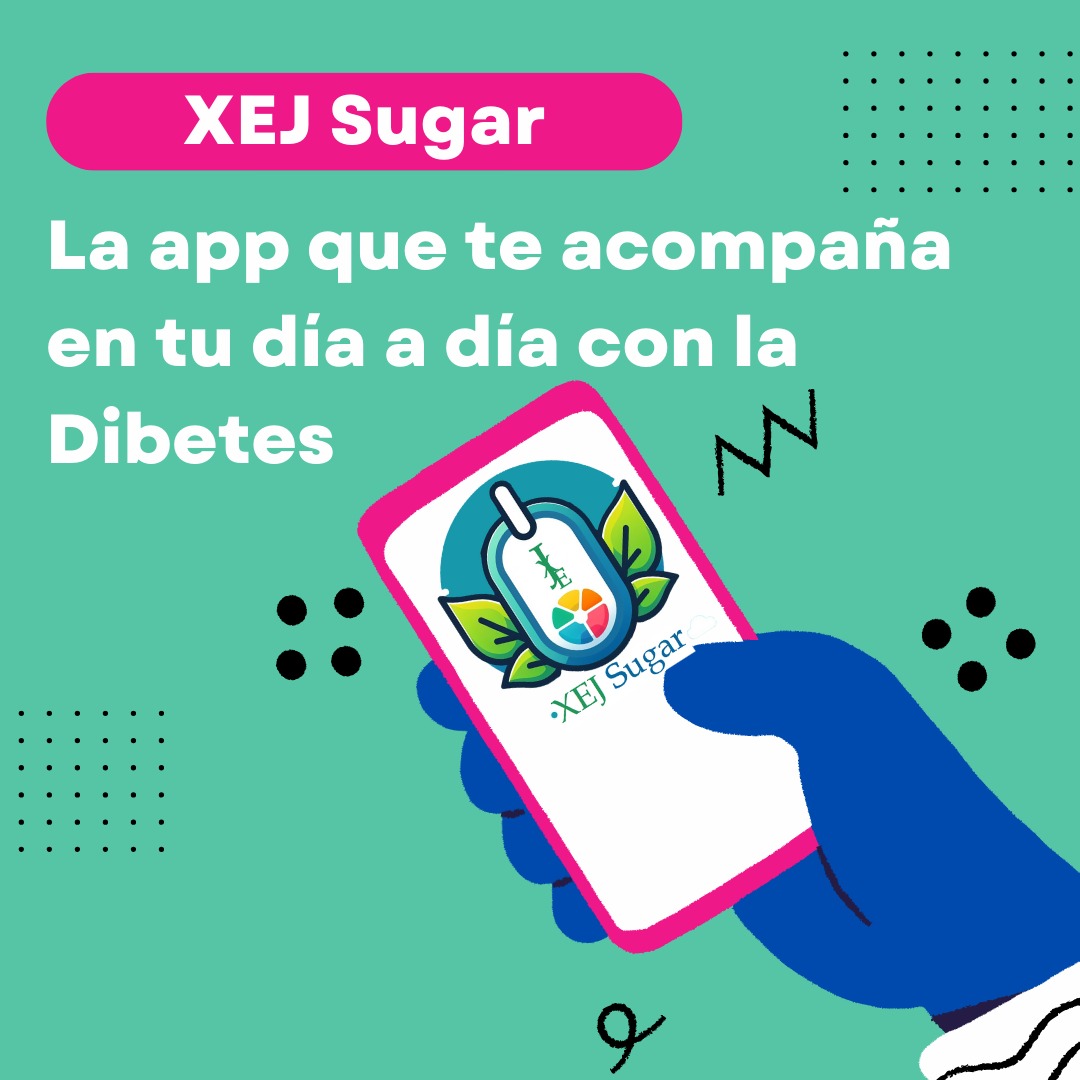 XEJ Sugar
La app que te acompaña
en tu día a día con la
Dibetes
J
X
E
XEJ Sugar